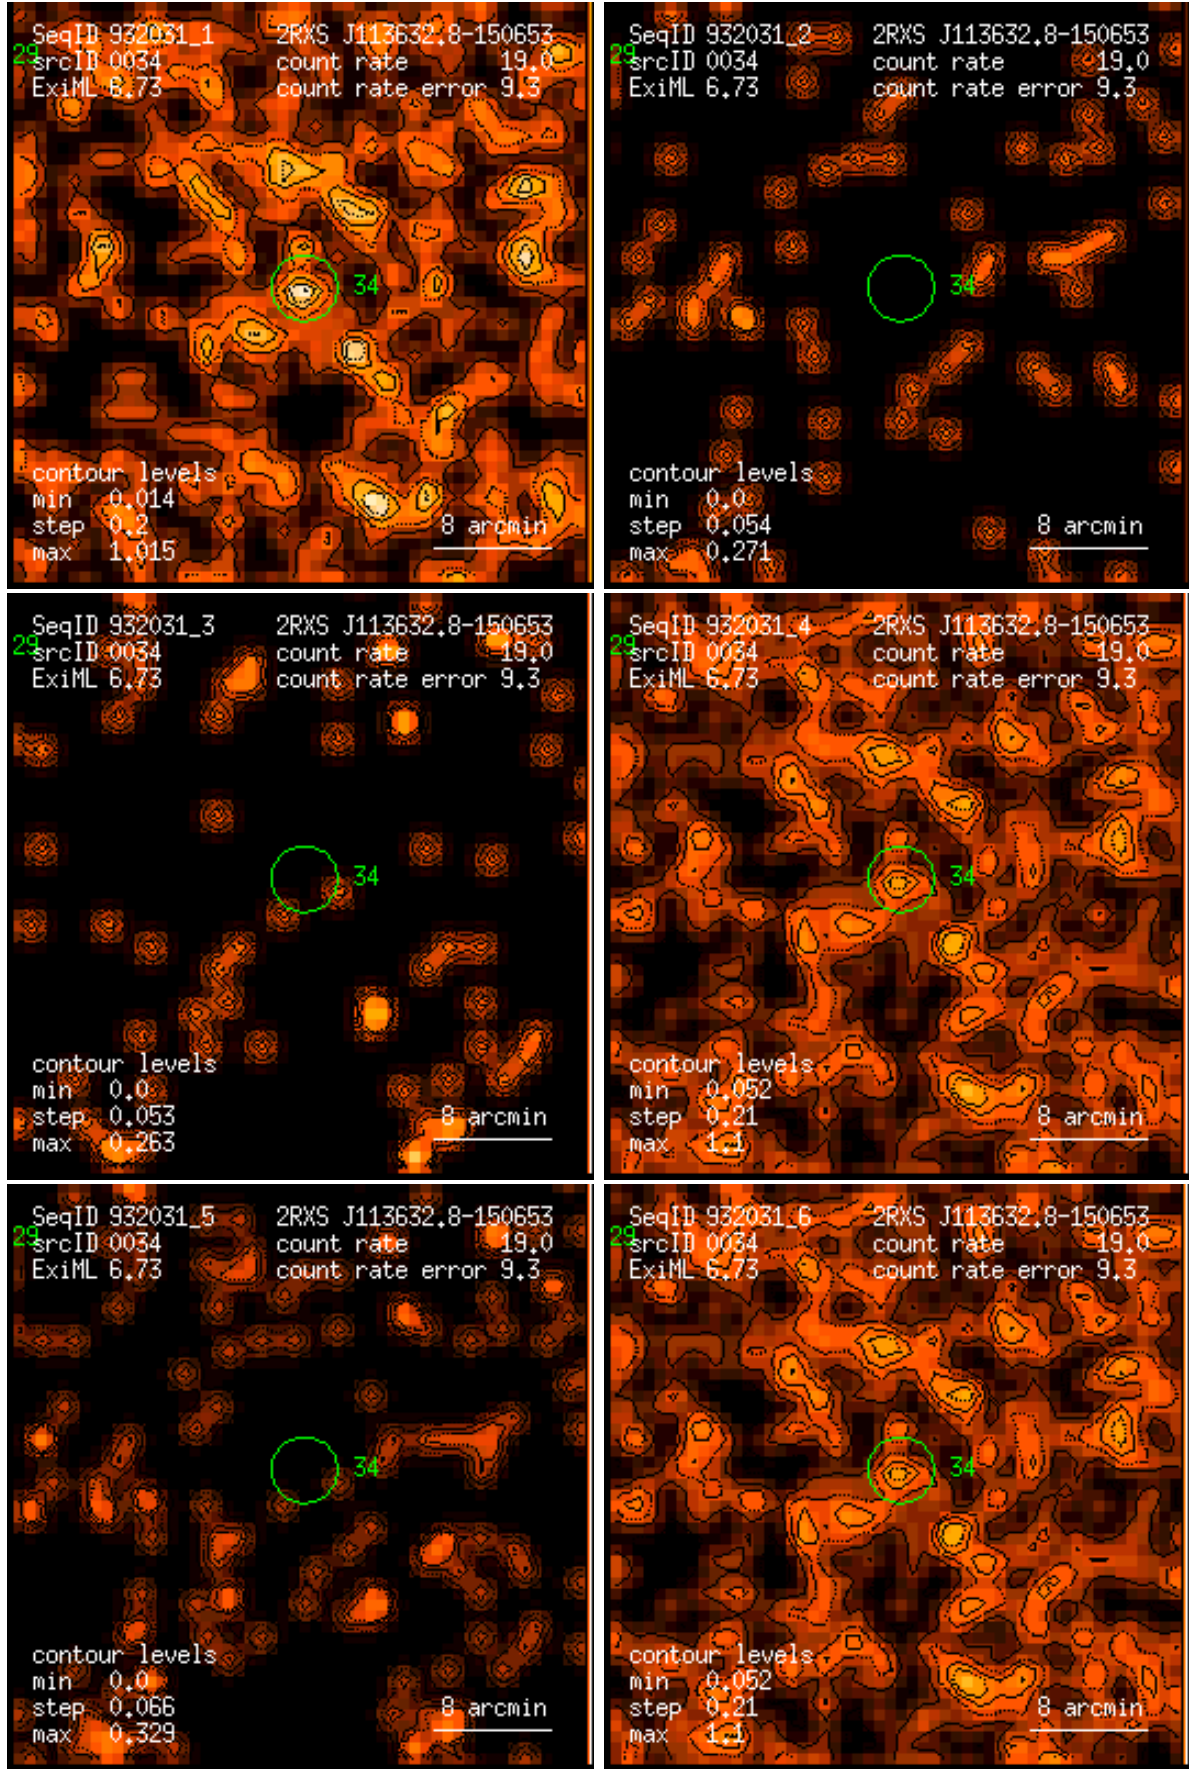 SeqID 932031_1 2RXS J113632.8-150653
29
srcID 0034 count rate 19.0
ExiML 6.73 count rate error 9.3
34
contour levels
min 0.014
step 0.2 8 arcmin
max 1.015
SeqID 932031_2 2RXS J113632.8-150653
29
srcID 0034 count rate 19.0
ExiML 6.73 count rate error 9.3
34
contour levels
min 0.0
step 0.054 8 arcmin
max 0.271
SeqID 932031_3 2RXS J113632.8-150653
29
srcID 0034 count rate 19.0
ExiML 6.73 count rate error 9.3
34
contour levels
min 0.0
step 0.053 8 arcmin
max 0.263
SeqID 932031_4 2RXS J113632.8-150653
29
srcID 0034 count rate 19.0
ExiML 6.73 count rate error 9.3
34
contour levels
min 0.052
step 0.21 8 arcmin
max 1.1
SeqID 932031_5 2RXS J113632.8-150653
29
srcID 0034 count rate 19.0
ExiML 6.73 count rate error 9.3
34
contour levels
min 0.0
step 0.066 8 arcmin
max 0.329
SeqID 932031_6 2RXS J113632.8-150653
29
srcID 0034 count rate 19.0
ExiML 6.73 count rate error 9.3
34
contour levels
min 0.052
step 0.21 8 arcmin
max 1.1